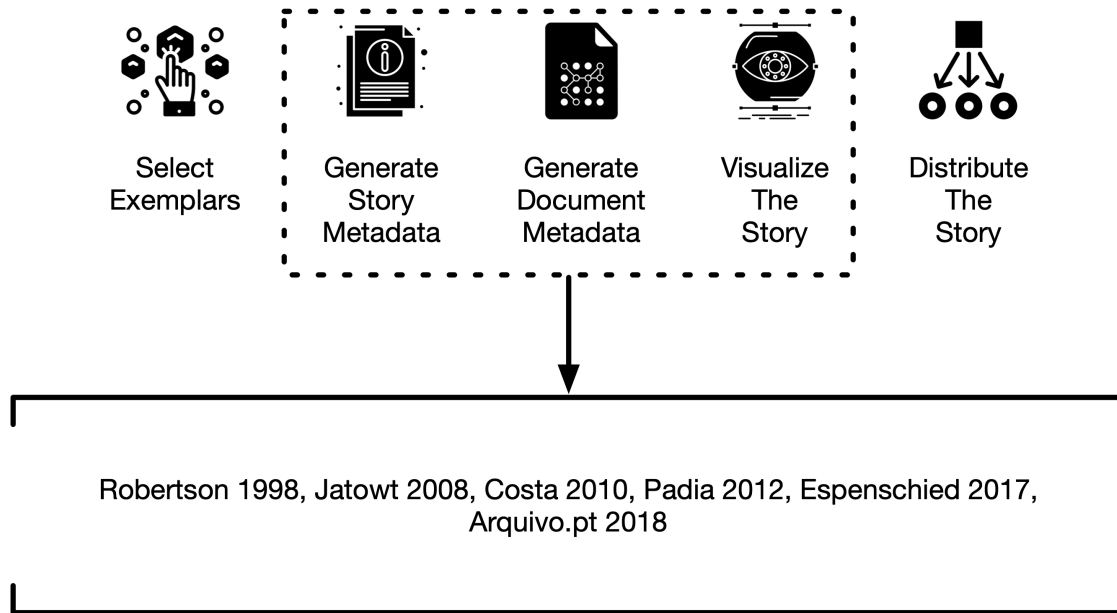 Select
Exemplars
Generate
Story
Metadata
Generate
Document
Metadata
Visualize
The
Story
Distribute
The
Story
Robertson 1998, Jatowt 2008, Costa 2010, Padia 2012, Espenschied 2017,
Arquivo.pt 2018